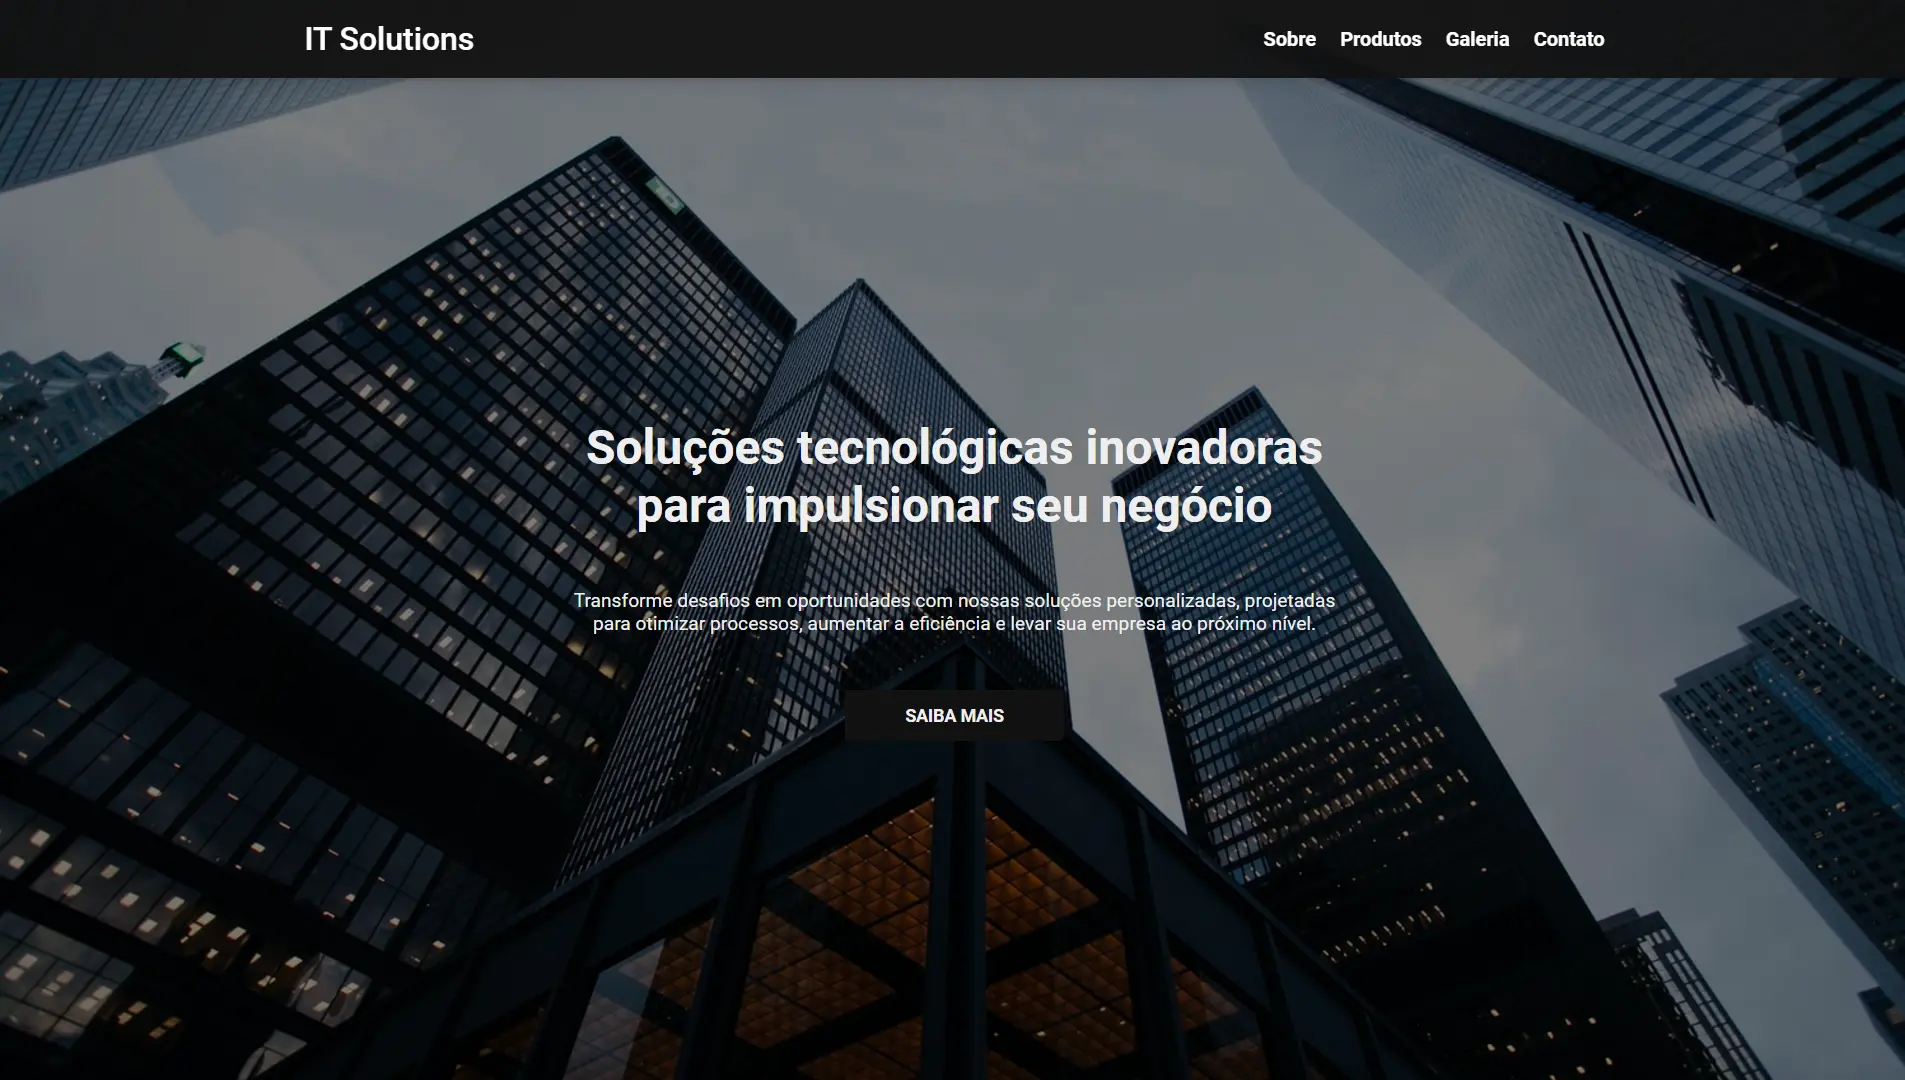 IT Solutions
Sobre Produtos Galeria Contato
Soluções tecnológicas inovadoras
para impulsionar seu negócio
Transforme desafios em oportunidades com nossas soluções personalizadas, projetadas
para otimizar processos, aumentar a eficiência e levar sua empresa ao próximo nível.
SAIBA MAIS